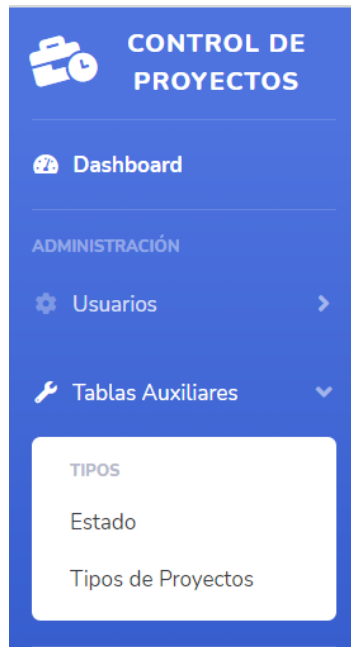 CONTROL DE
PROYECTOS
Dashboard
ADMINISTRACIÓN
Usuarios
Tablas Auxiliares
TIPOS
Estado
Tipos de Proyectos